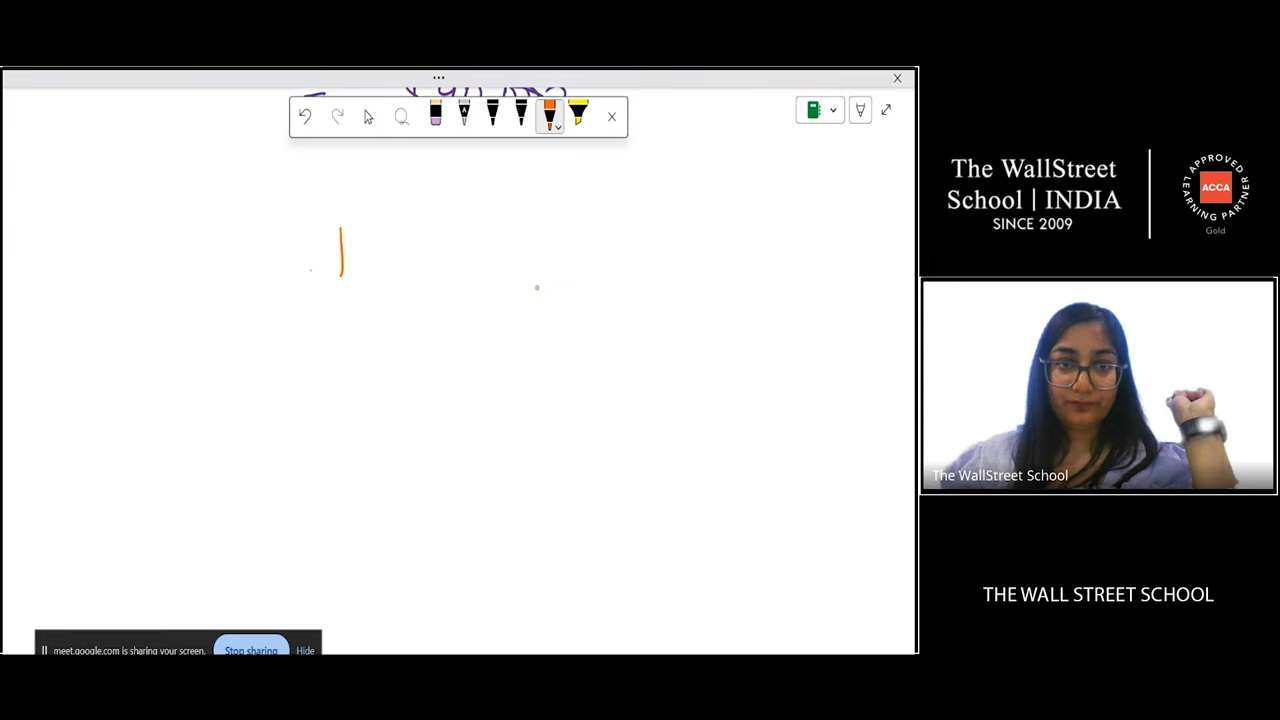 The WallStreet
School | INDIA
SINCE 2009
APPROVED
LEARNING PARTNER
ACCA
Gold
The WallStreet School
THE WALL STREET SCHOOL
meet.google.com is sharing your screen.
Stop sharing
Hide